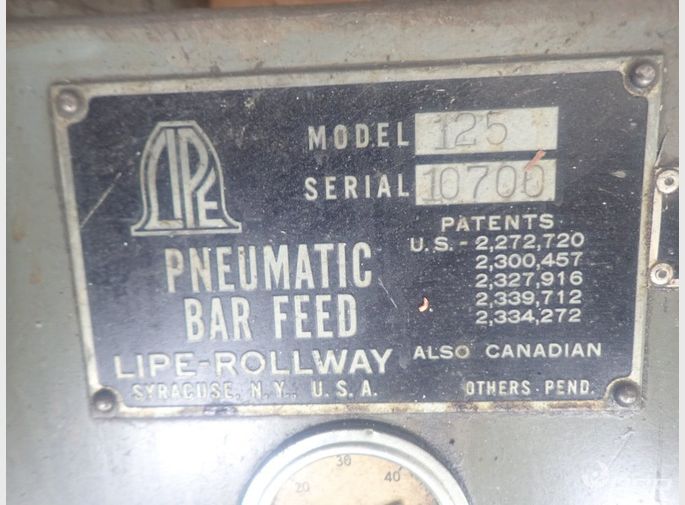 LIPE
MODEL 125
SERIAL 10700
PNEUMATIC
BAR FEED
LIPE-ROLLWAY
SYRACUSE, N.Y., U.S.A.
PATENTS
U.S.- 2,272,720
2,300,457
2,327,916
2,339,712
2,334,272
ALSO CANADIAN
OTHERS PEND.
20 30 40